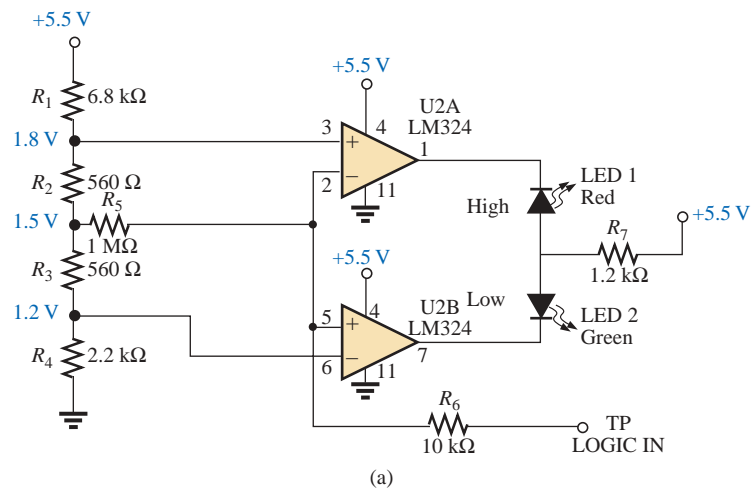 +5.5 V
R1 6.8 kΩ
1.8 V
R2 560 Ω
1.5 V
R5
1 MΩ
R3 560 Ω
1.2 V
R4 2.2 kΩ
+5.5 V
U2A
LM324
3
+
4
1
2
−
11
+5.5 V
U2B
LM324
5
+
4
7
6
−
11
High
LED 1
Red
Low
LED 2
Green
+5.5 V
R7
1.2 kΩ
R6
10 kΩ
TP
LOGIC IN
(a)